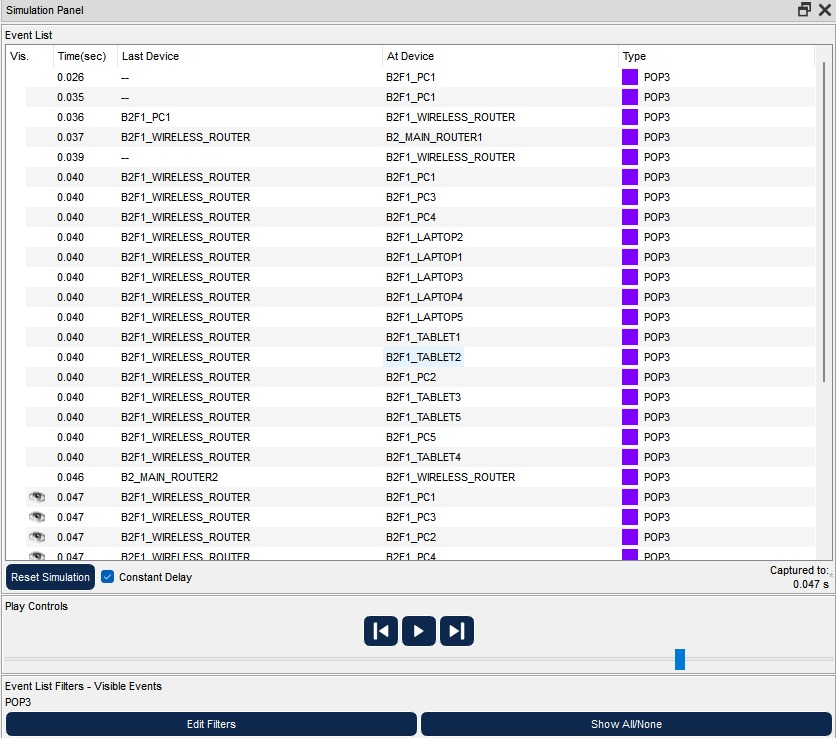 Simulation Panel
Event List
Vis. Time(sec) Last Device At Device Type
0.026 -- B2F1_PC1 POP3
0.035 -- B2F1_PC1 POP3
0.036 B2F1_PC1 B2F1_WIRELESS_ROUTER POP3
0.037 B2F1_WIRELESS_ROUTER B2_MAIN_ROUTER1 POP3
0.039 -- B2F1_WIRELESS_ROUTER POP3
0.040 B2F1_WIRELESS_ROUTER B2F1_PC1 POP3
0.040 B2F1_WIRELESS_ROUTER B2F1_PC3 POP3
0.040 B2F1_WIRELESS_ROUTER B2F1_PC4 POP3
0.040 B2F1_WIRELESS_ROUTER B2F1_LAPTOP2 POP3
0.040 B2F1_WIRELESS_ROUTER B2F1_LAPTOP1 POP3
0.040 B2F1_WIRELESS_ROUTER B2F1_LAPTOP3 POP3
0.040 B2F1_WIRELESS_ROUTER B2F1_LAPTOP4 POP3
0.040 B2F1_WIRELESS_ROUTER B2F1_LAPTOP5 POP3
0.040 B2F1_WIRELESS_ROUTER B2F1_TABLET1 POP3
0.040 B2F1_WIRELESS_ROUTER B2F1_TABLET2 POP3
0.040 B2F1_WIRELESS_ROUTER B2F1_PC2 POP3
0.040 B2F1_WIRELESS_ROUTER B2F1_TABLET3 POP3
0.040 B2F1_WIRELESS_ROUTER B2F1_TABLET5 POP3
0.040 B2F1_WIRELESS_ROUTER B2F1_PC5 POP3
0.040 B2F1_WIRELESS_ROUTER B2F1_TABLET4 POP3
0.046 B2_MAIN_ROUTER2 B2F1_WIRELESS_ROUTER POP3
0.047 B2F1_WIRELESS_ROUTER B2F1_PC1 POP3
0.047 B2F1_WIRELESS_ROUTER B2F1_PC3 POP3
0.047 B2F1_WIRELESS_ROUTER B2F1_PC2 POP3
0.047 B2F1_WIRELESS_ROUTER B2F1_PC4 POP3
Reset Simulation Constant Delay Captured to:
0.047 s
Play Controls
Event List Filters - Visible Events
POP3
Edit Filters Show All/None